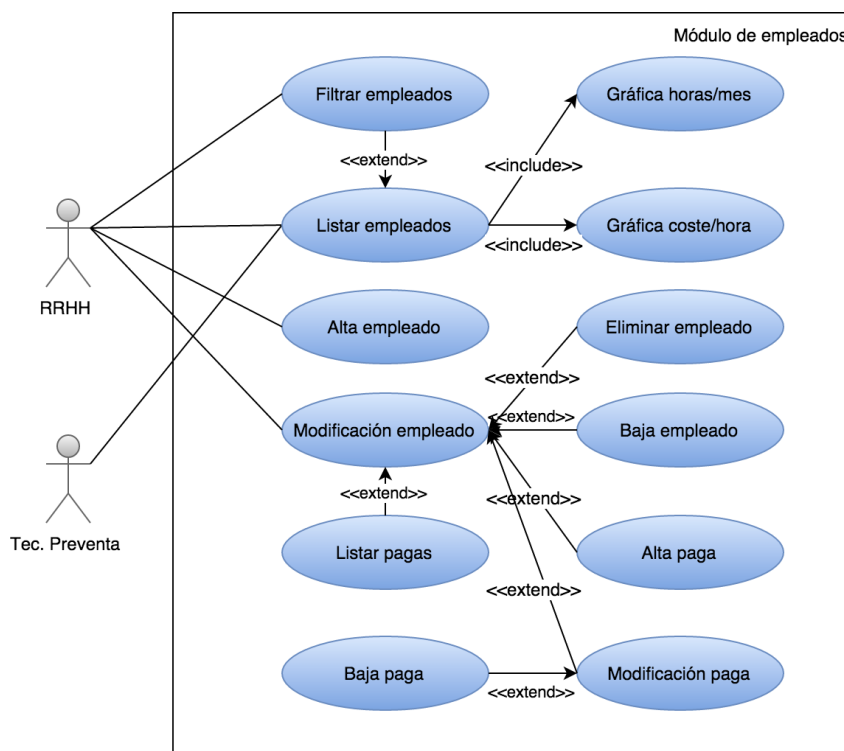 Módulo de empleados
Filtrar empleados
Gráfica horas/mes
<<extend>>
<<include>>
Listar empleados
Gráfica coste/hora
<<include>>
RRHH
Alta empleado
Eliminar empleado
<<extend>>
<<extend>>
Modificación empleado
Baja empleado
<<extend>>
<<extend>>
Tec. Preventa
Listar pagas
Alta paga
<<extend>>
Baja paga
Modificación paga
<<extend>>